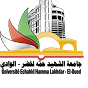 جامعة الشهيد حمه لخضر - الوادي
Université Echahid Hamma Lakhdar - El-Oued